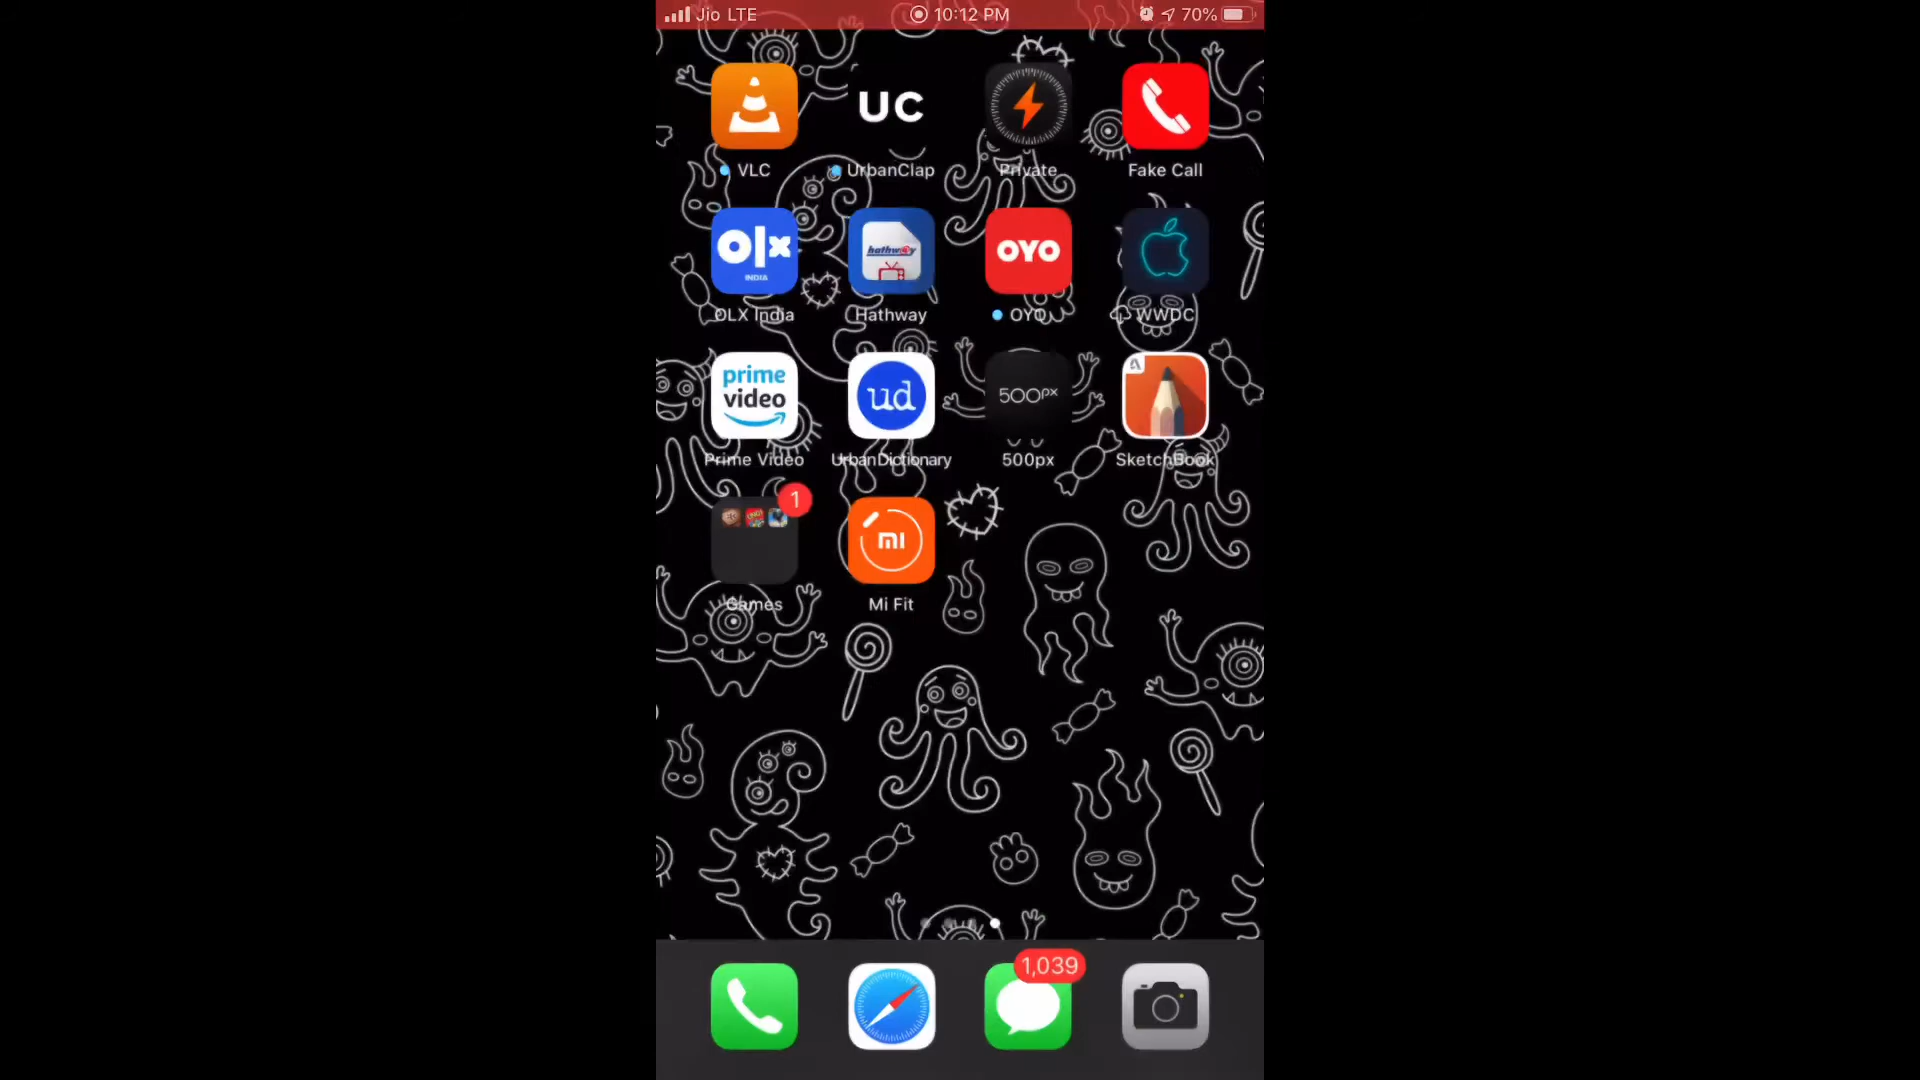 Jio LTE 10:12 PM 70%
UC
VLC UrbanClap Private Fake Call
olx INDIA hathway OYO
OLX India Hathway OYO WWDC
prime video ud 500px A
Prime Video UrbanDictionary 500px SketchBook
1
mi
Games Mi Fit
1,039